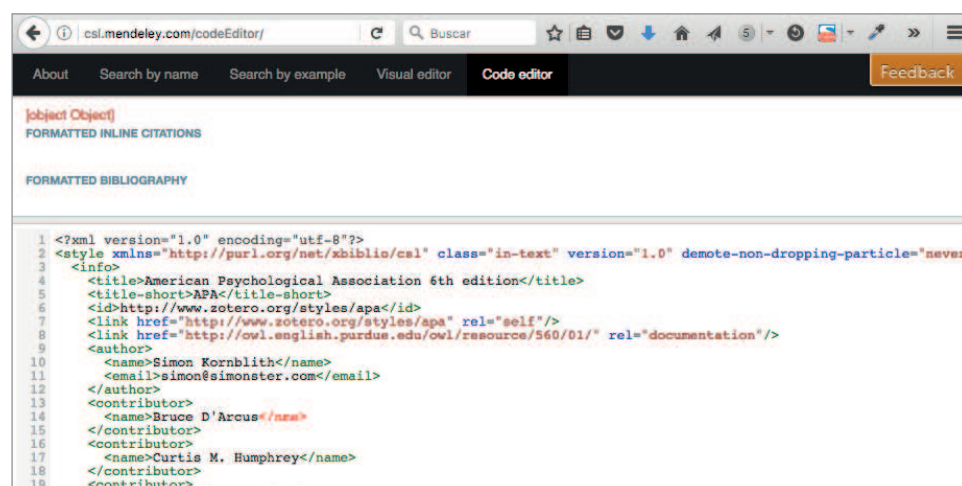 csl.mendeley.com/codeEditor/ Buscar 5 »
About Search by name Search by example Visual editor Code editor Feedback
[object Object]
FORMATTED INLINE CITATIONS
FORMATTED BIBLIOGRAPHY
1 <?xml version="1.0" encoding="utf-8"?>
2 <style xmlns="http://purl.org/net/xbiblio/csl" class="in-text" version="1.0" demote-non-dropping-particle="never
3 <info>
4 <title>American Psychological Association 6th edition</title>
5 <title-short>APA</title-short>
6 <id>http://www.zotero.org/styles/apa</id>
7 <link href="http://www.zotero.org/styles/apa" rel="self"/>
8 <link href="http://owl.english.purdue.edu/owl/resource/560/01/" rel="documentation"/>
9 <author>
10 <name>Simon Kornblith</name>
11 <email>simon@simonster.com</email>
12 </author>
13 <contributor>
14 <name>Bruce D'Arcus
15 </contributor>
16 <contributor>
17 <name>Curtis M. Humphrey</name>
18 </contributor>
19 <contributor>